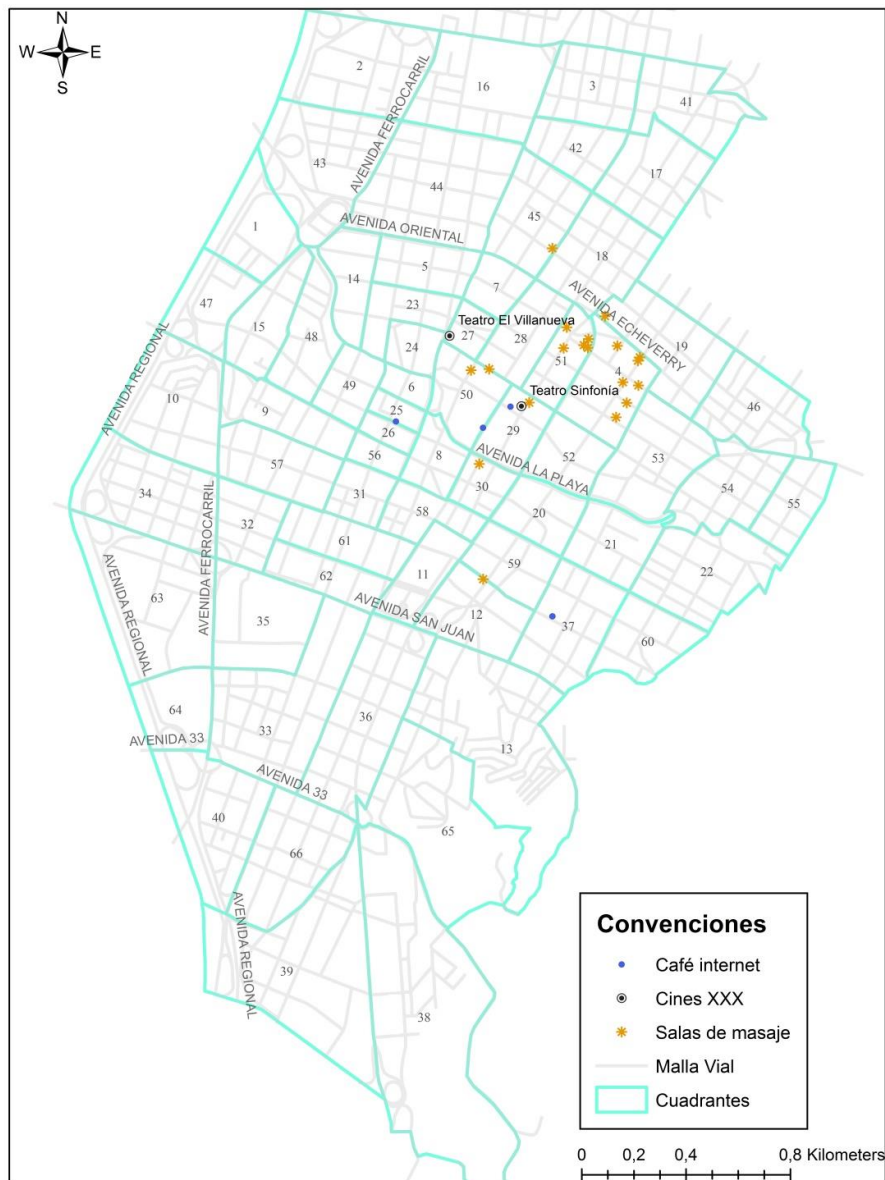 N
W E
S
2
16
3
41
AVENIDA FERROCARRIL
43
42
17
44
45
1
AVENIDA ORIENTAL
18
5
14
7
AVENIDA ECHEVERRY
47
23
Teatro El Villanueva
27
28
19
15
48
24
51
4
AVENIDA REGIONAL
49
6
50
Teatro Sinfonía
46
10
9
25
26
29
57
56
8
AVENIDA LA PLAYA
52
53
34
31
30
54
55
32
58
20
AVENIDA FERROCARRIL
61
21
62
11
59
22
AVENIDA REGIONAL
63
35
AVENIDA SAN JUAN
12
37
60
64
33
36
AVENIDA 33
13
AVENIDA 33
40
65
66
AVENIDA REGIONAL
39
38
Convenciones
Café internet
Cines XXX
Salas de masaje
Malla Vial
Cuadrantes
0 0,2 0,4 0,8 Kilometers